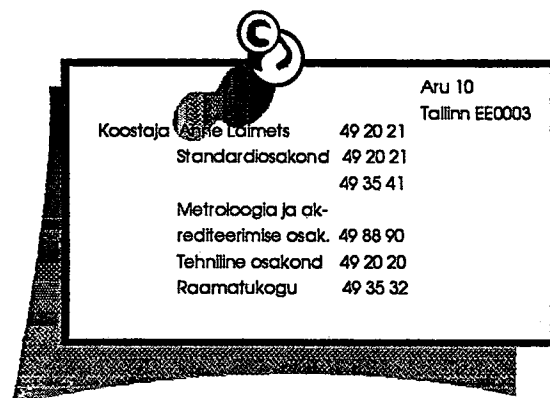 Aru 10
Tallinn EE0003
Koostaja Anne Laimets 49 20 21
Standardiosakond 49 20 21
49 35 41
Metroloogia ja ak-
rediteerimise osak. 49 88 90
Tehniline osakond 49 20 20
Raamatukogu 49 35 32